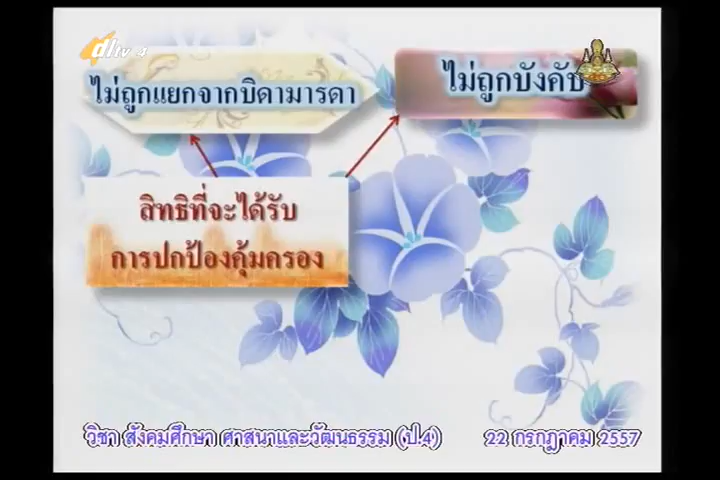 dltv 4
ไม่ถูกแยกจากบิดามารดา
ไม่ถูกบังคับ
สิทธิที่จะได้รับ
การปกป้องคุ้มครอง
วิชา สังคมศึกษา ศาสนาและวัฒนธรรม (ป.4) 22 กรกฎาคม 2557